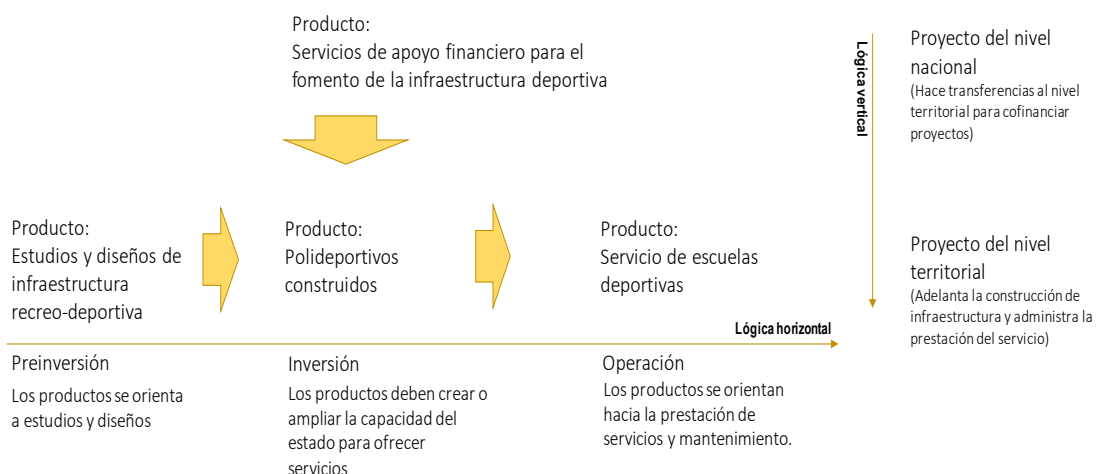 Producto:
Servicios de apoyo financiero para el
fomento de la infraestructura deportiva
Lógica vertical
Proyecto del nivel
nacional
(Hace transferencias al nivel
territorial para cofinanciar
proyectos)
Producto:
Estudios y diseños de
infraestructura
recreo-deportiva
Producto:
Polideportivos
construidos
Producto:
Servicio de escuelas
deportivas
Proyecto del nivel
territorial
(Adelanta la construcción de
infraestructura y administra la
prestación del servicio)
Lógica horizontal
Preinversión
Los productos se orienta
a estudios y diseños
Inversión
Los productos deben crear o
ampliar la capacidad del
estado para ofrecer
servicios
Operación
Los productos se orientan
hacia la prestación de
servicios y mantenimiento.